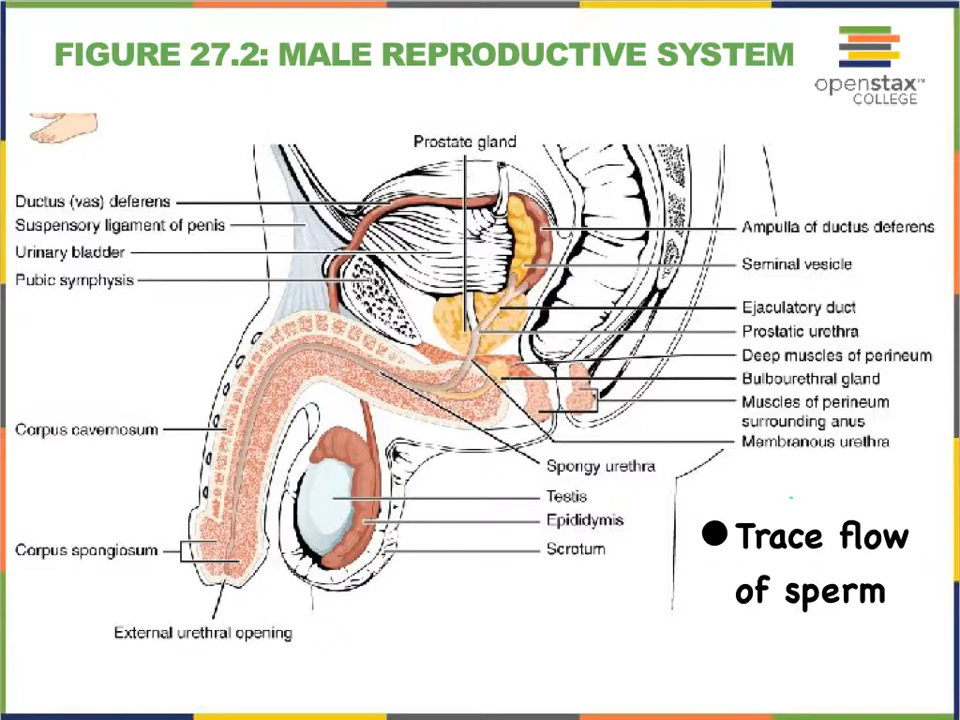 FIGURE 27.2: MALE REPRODUCTIVE SYSTEM
openstax™
COLLEGE
Prostate gland
Ductus (vas) deferens
Suspensory ligament of penis
Urinary bladder
Pubic symphysis
Corpus cavernosum
Corpus spongiosum
External urethral opening
Ampulla of ductus deferens
Seminal vesicle
Ejaculatory duct
Prostatic urethra
Deep muscles of perineum
Bulbourethral gland
Muscles of perineum
surrounding anus
Membranous urethra
Spongy urethra
Testis
Epididymis
Scrotum
●Trace flow
of sperm